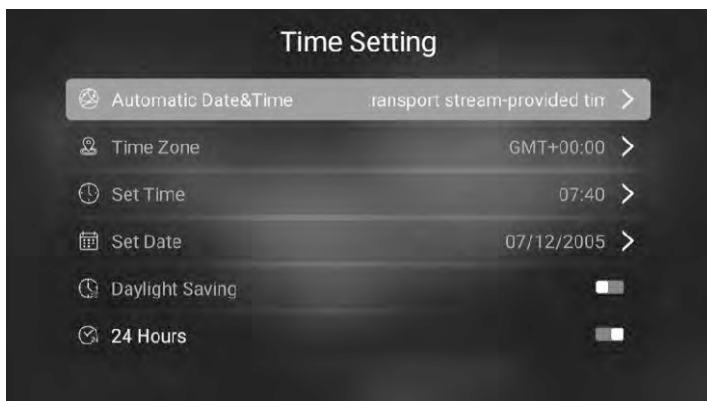 Time Setting
Automatic Date&Time ransport stream-provided tin
Time Zone GMT+00:00
Set Time 07:40
Set Date 07/12/2005
Daylight Saving
24 Hours